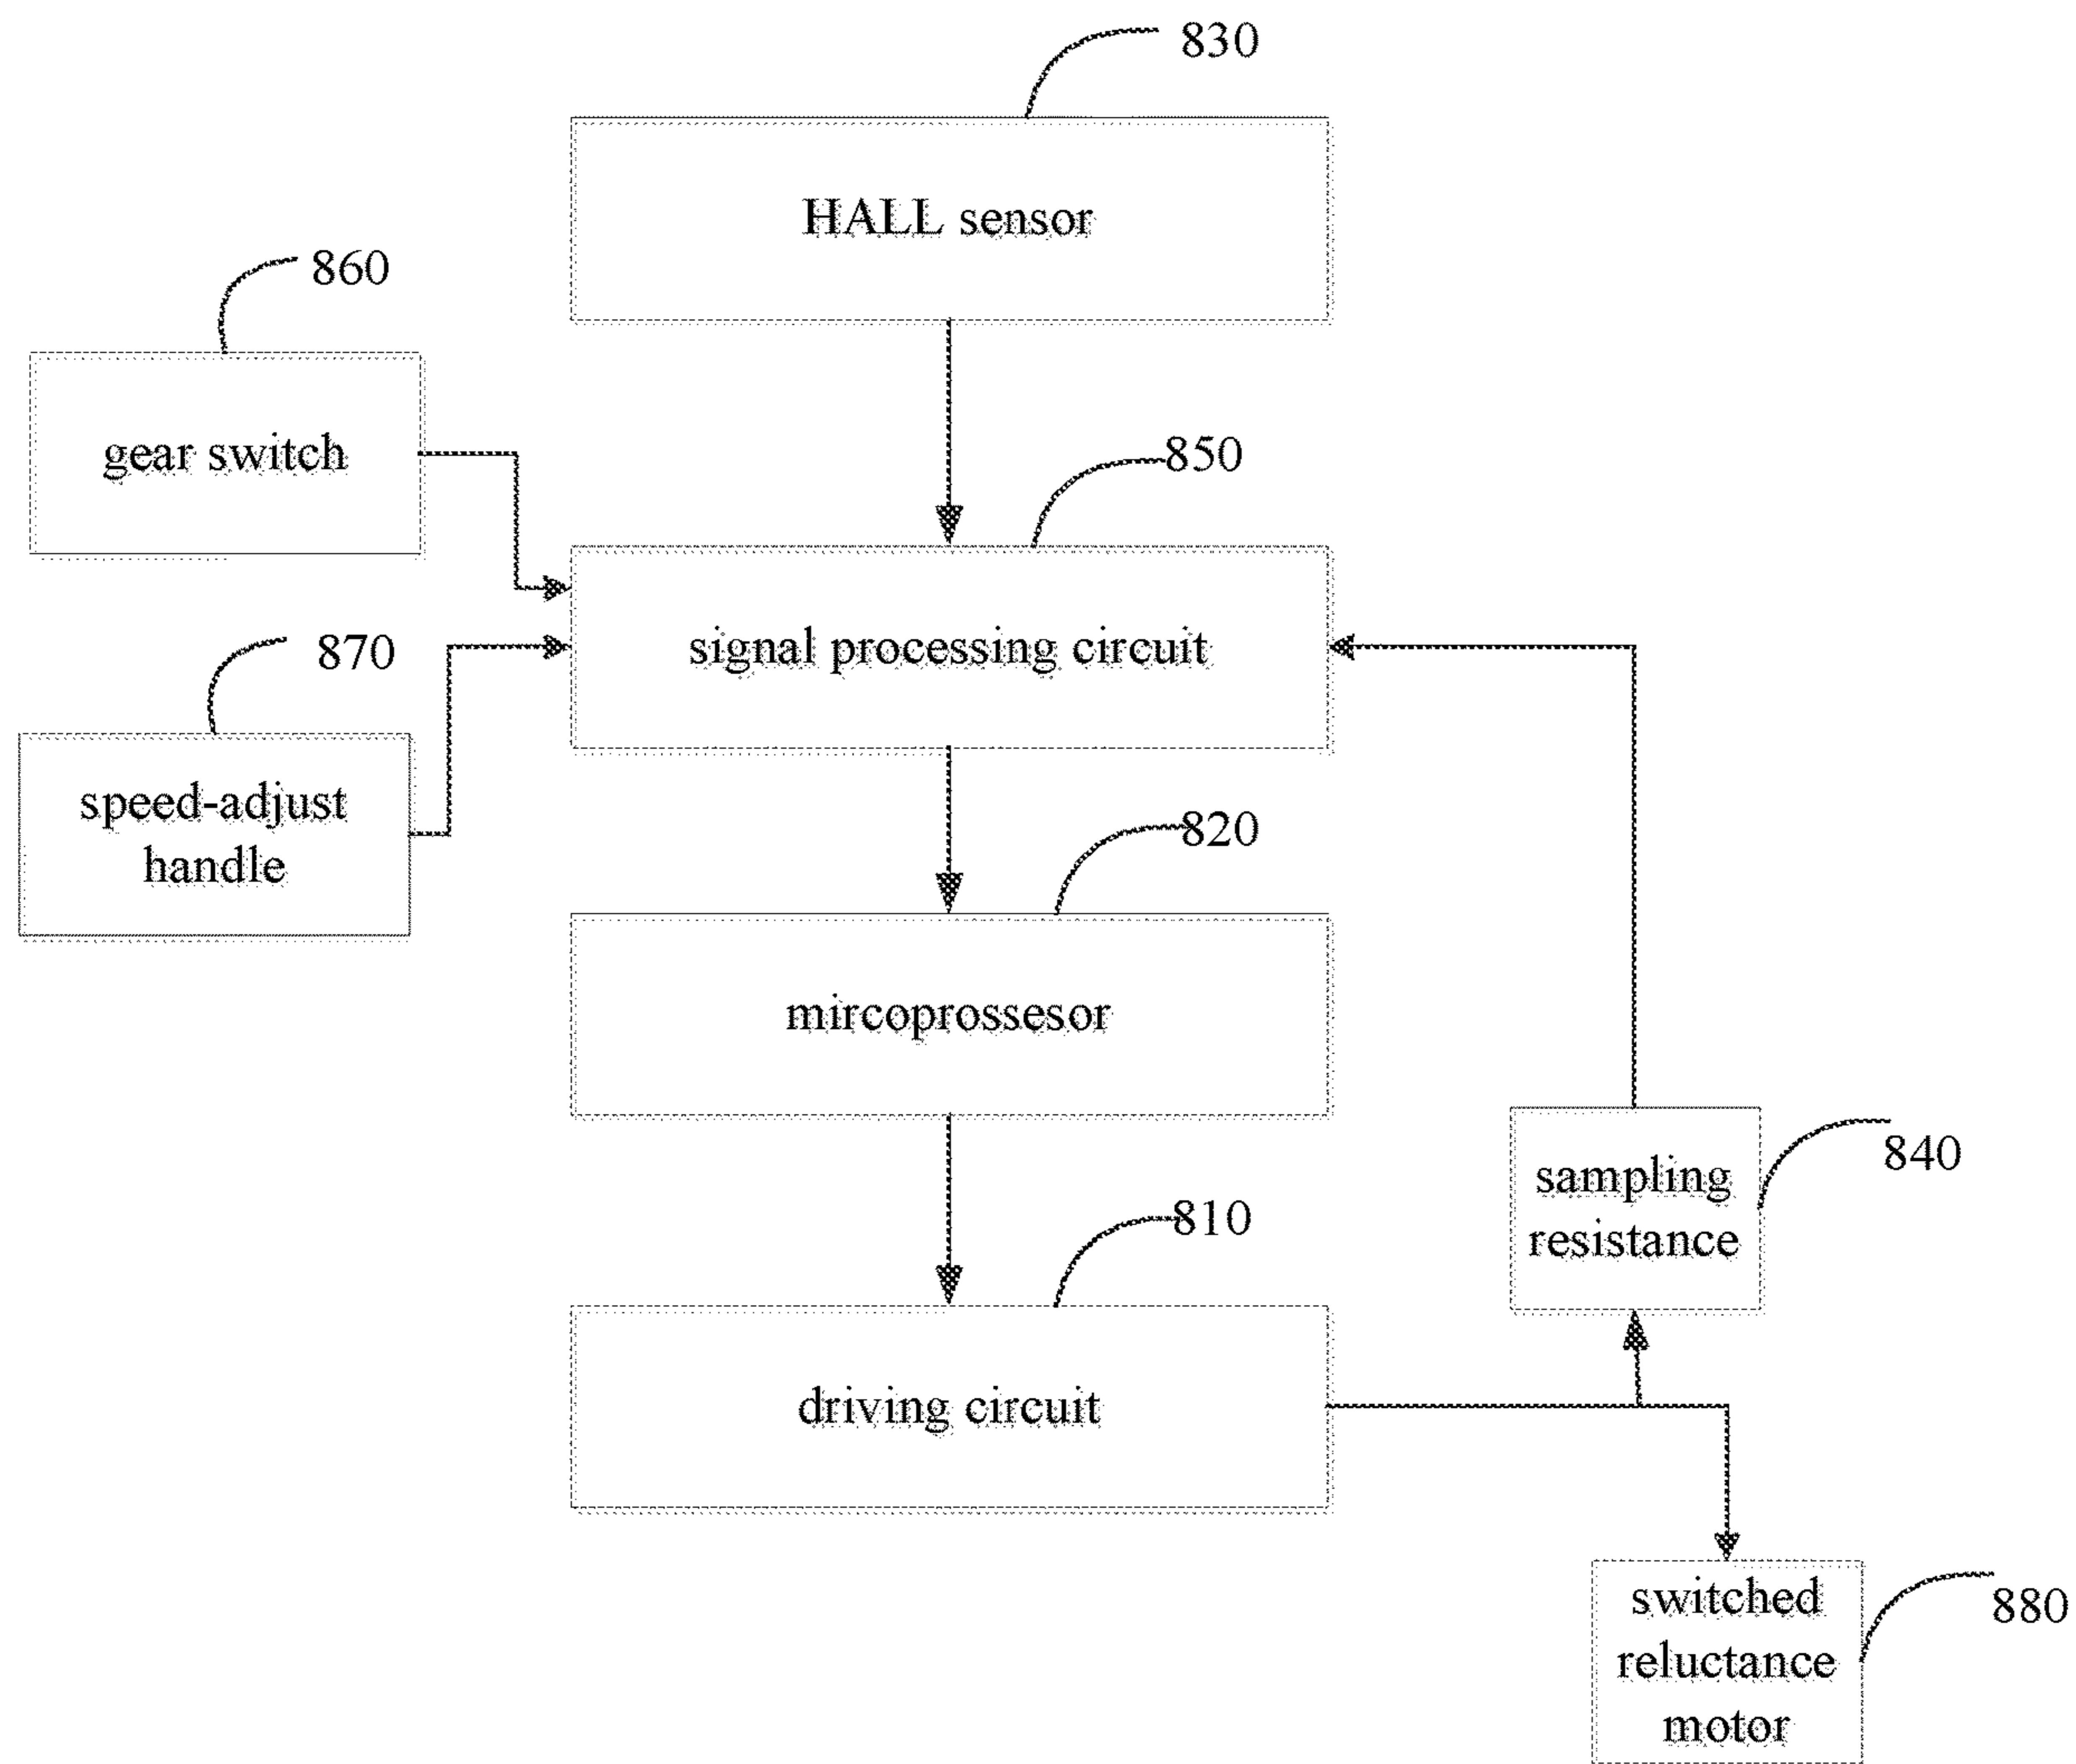 830
HALL sensor
860
gear switch
850
signal processing circuit
870
speed-adjust
handle
820
mircoprossesor
840
sampling
resistance
810
driving circuit
880
switched
reluctance
motor